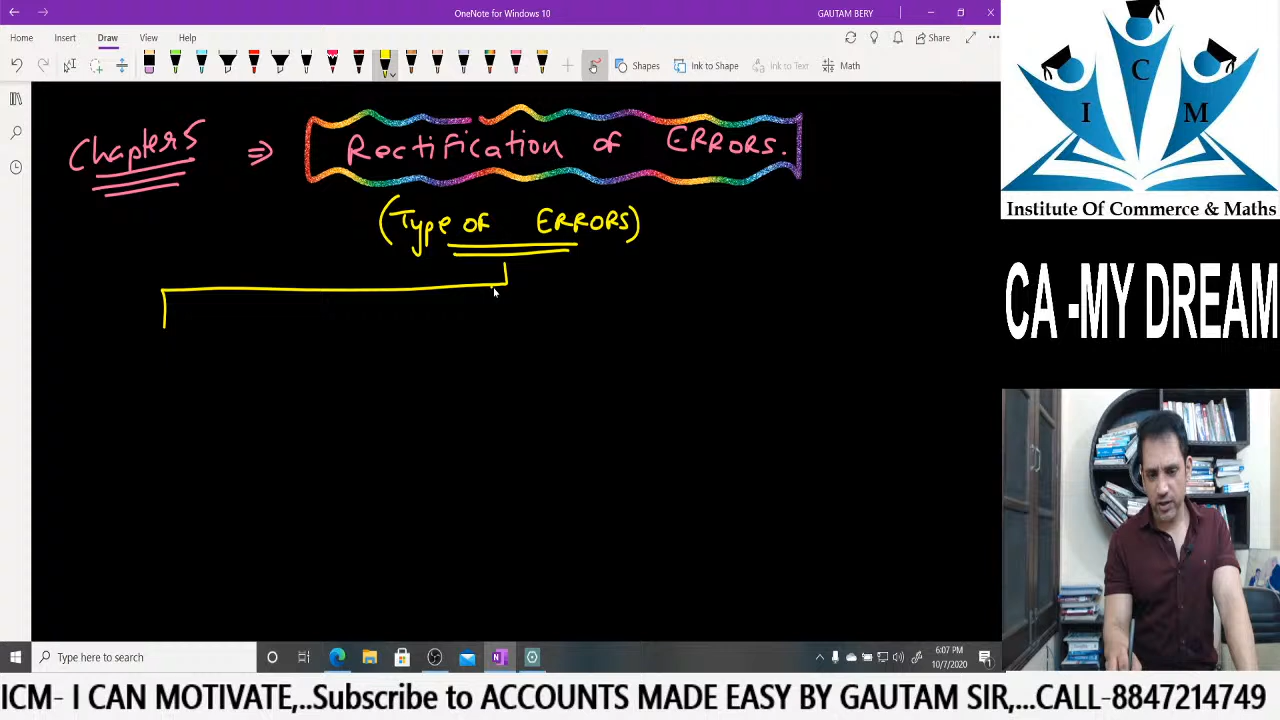 OneNote for Windows 10
GAUTAM BERY
Home Insert Draw View Help
Share
Shapes
Ink to Shape
Ink to Text
Math
Chapter 5 ⇒ Rectification of ERRORS.
(Type of ERRORS)
I C M
Institute Of Commerce & Maths
CA -MY DREAM
Type here to search
6:07 PM
10/7/2020
ICM- I CAN MOTIVATE,..Subscribe to ACCOUNTS MADE EASY BY GAUTAM SIR,...CALL-8847214749